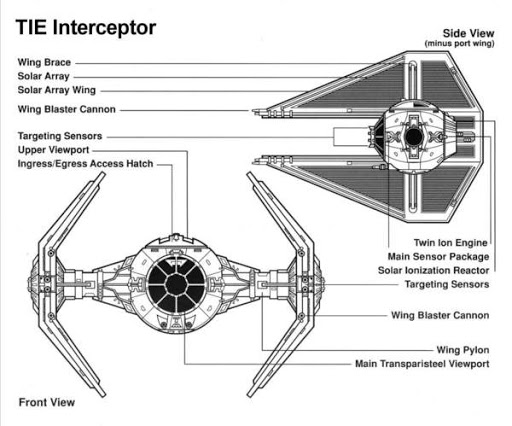 TIE Interceptor
Side View
(minus port wing)
Wing Brace
Solar Array
Solar Array Wing
Wing Blaster Cannon
Targeting Sensors
Upper Viewport
Ingress/Egress Access Hatch
Twin Ion Engine
Main Sensor Package
Solar Ionization Reactor
Targeting Sensors
Wing Blaster Cannon
Wing Pylon
Main Transparisteel Viewport
Front View